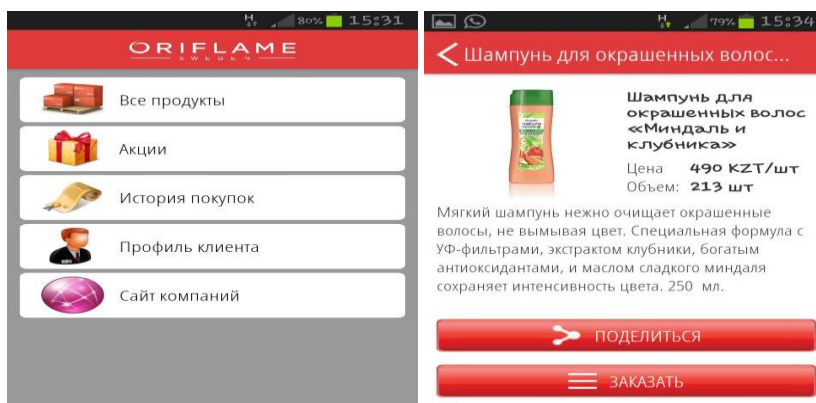 H
80%
15:31
ORIFLAME
SWEDEN
Все продукты
Акции
История покупок
Профиль клиента
Сайт компаний
H
79%
15:34
Шампунь для окрашенных волос...
Шампунь для
окрашенных волос
«Миндаль и
клубника»
Цена 490 KZT/шт
Объем: 213 шт
Мягкий шампунь нежно очищает окрашенные
волосы, не вымывая цвет. Специальная формула с
УФ-фильтрами, экстрактом клубники, богатым
антиоксидантами, и маслом сладкого миндаля
сохраняет интенсивность цвета. 250 мл.
ПОДЕЛИТЬСЯ
ЗАКАЗАТЬ